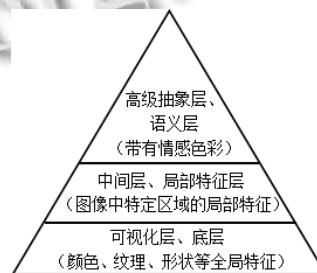 高级抽象层、
语义层
（带有情感色彩）
中间层、局部特征层
（图像中特定区域的局部特征）
可视化层、底层
（颜色、纹理、形状等全局特征）